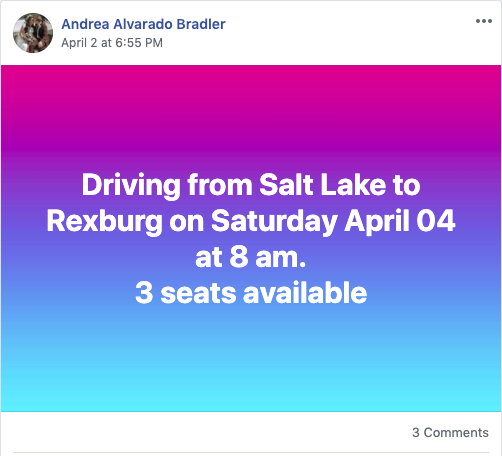 Andrea Alvarado Bradler
April 2 at 6:55 PM
Driving from Salt Lake to
Rexburg on Saturday April 04
at 8 am.
3 seats available
3 Comments